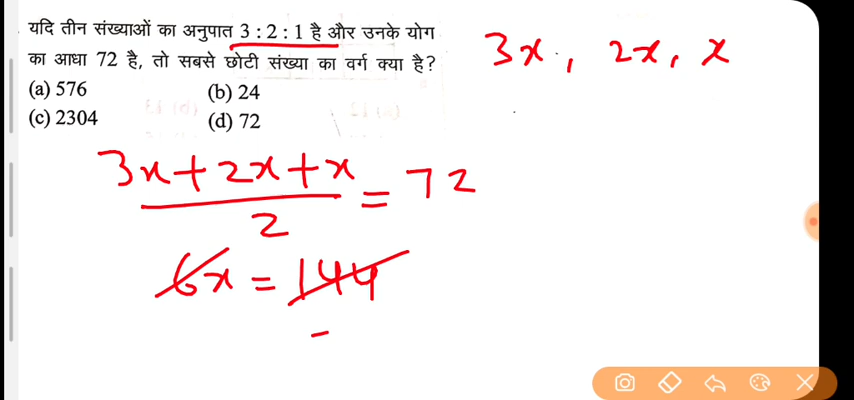 यदि तीन संख्याओं का अनुपात 3 : 2 : 1 है और उनके योग
का आधा 72 है, तो सबसे छोटी संख्या का वर्ग क्या है?
(a) 576 (b) 24
(c) 2304 (d) 72
3x, 2x, x
3x+2x+x
2
= 72
6x = 144